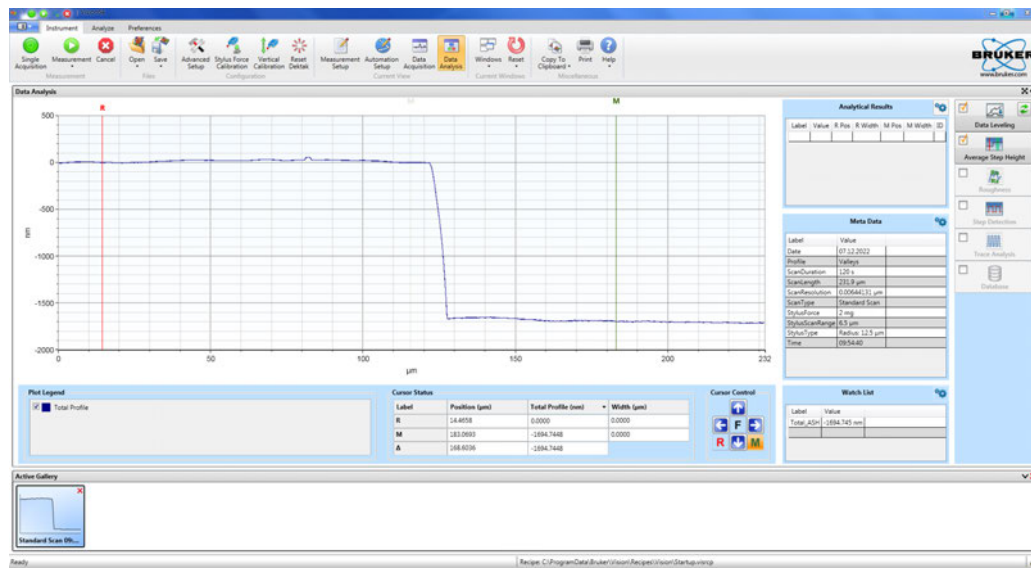 Instrument Analyze Preferences
Single Acquisition
Measurement
Cancel
Open
Save
Advanced Setup
Stylus Force Calibration
Vertical Calibration
Reset Dektak
Measurement Setup
Automation Setup
Data Acquisition
Data Analysis
Windows
Reset
Copy To Clipboard
Print
Help
Measurement
Files
Configuration
Current View
Current Windows
Miscellaneous
BRUKER
www.bruker.com
Data Analysis
R
M
500
0
-500
-1000
-1500
-2000
nm
0 50 100 150 200 232
µm
Analytical Results
Label Value R Pos R Width M Pos M Width ID
Meta Data
Label Value
Date 07.12.2022
Profile Valleys
ScanDuration 120 s
ScanLength 231.9 µm
ScanResolution 0.00644131 µm
ScanType Standard Scan
StylusForce 2 mg
StylusScanRange 6.5 µm
StylusType Radius: 12.5 µm
Time 09:54:40
Data Leveling
Average Step Height
Roughness
Step Detection
Trace Analysis
Database
Plot Legend
Total Profile
Cursor Status
Label Position (µm) Total Profile (nm) Width (µm)
R 14.4658 0.0000 0.0000
M 183.0693 -1694.7448 0.0000
Δ 168.6036 -1694.7448
Cursor Control
F
R M
Watch List
Label Value
Total_ASH -1694.745 nm
Active Gallery
Standard Scan 09:...
Ready
Recipe: C:\ProgramData\Bruker\Vision\Recipes\Vision\Startup.visrcp